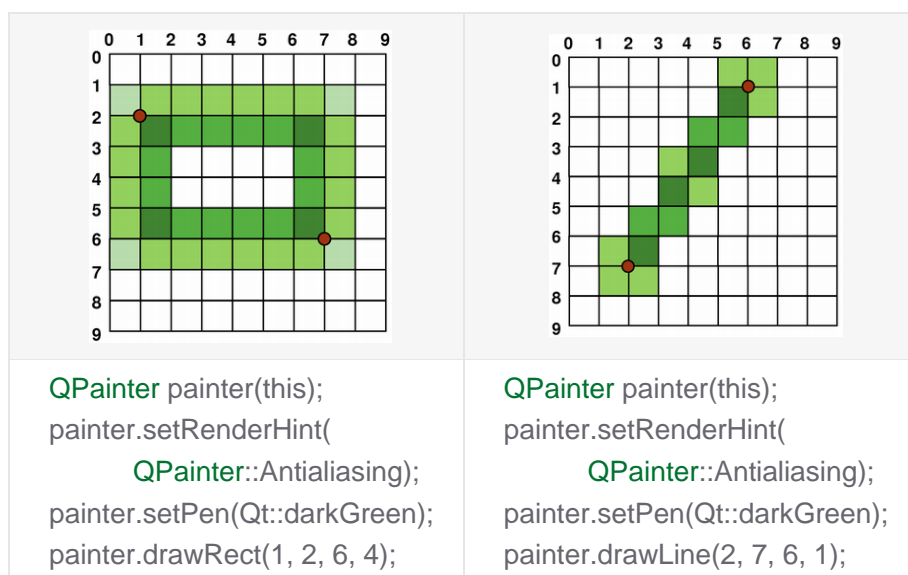 0 1 2 3 4 5 6 7 8 9
0
1
2
3
4
5
6
7
8
9
QPainter painter(this);
painter.setRenderHint(
QPainter::Antialiasing);
painter.setPen(Qt::darkGreen);
painter.drawRect(1, 2, 6, 4);
0 1 2 3 4 5 6 7 8 9
0
1
2
3
4
5
6
7
8
9
QPainter painter(this);
painter.setRenderHint(
QPainter::Antialiasing);
painter.setPen(Qt::darkGreen);
painter.drawLine(2, 7, 6, 1);